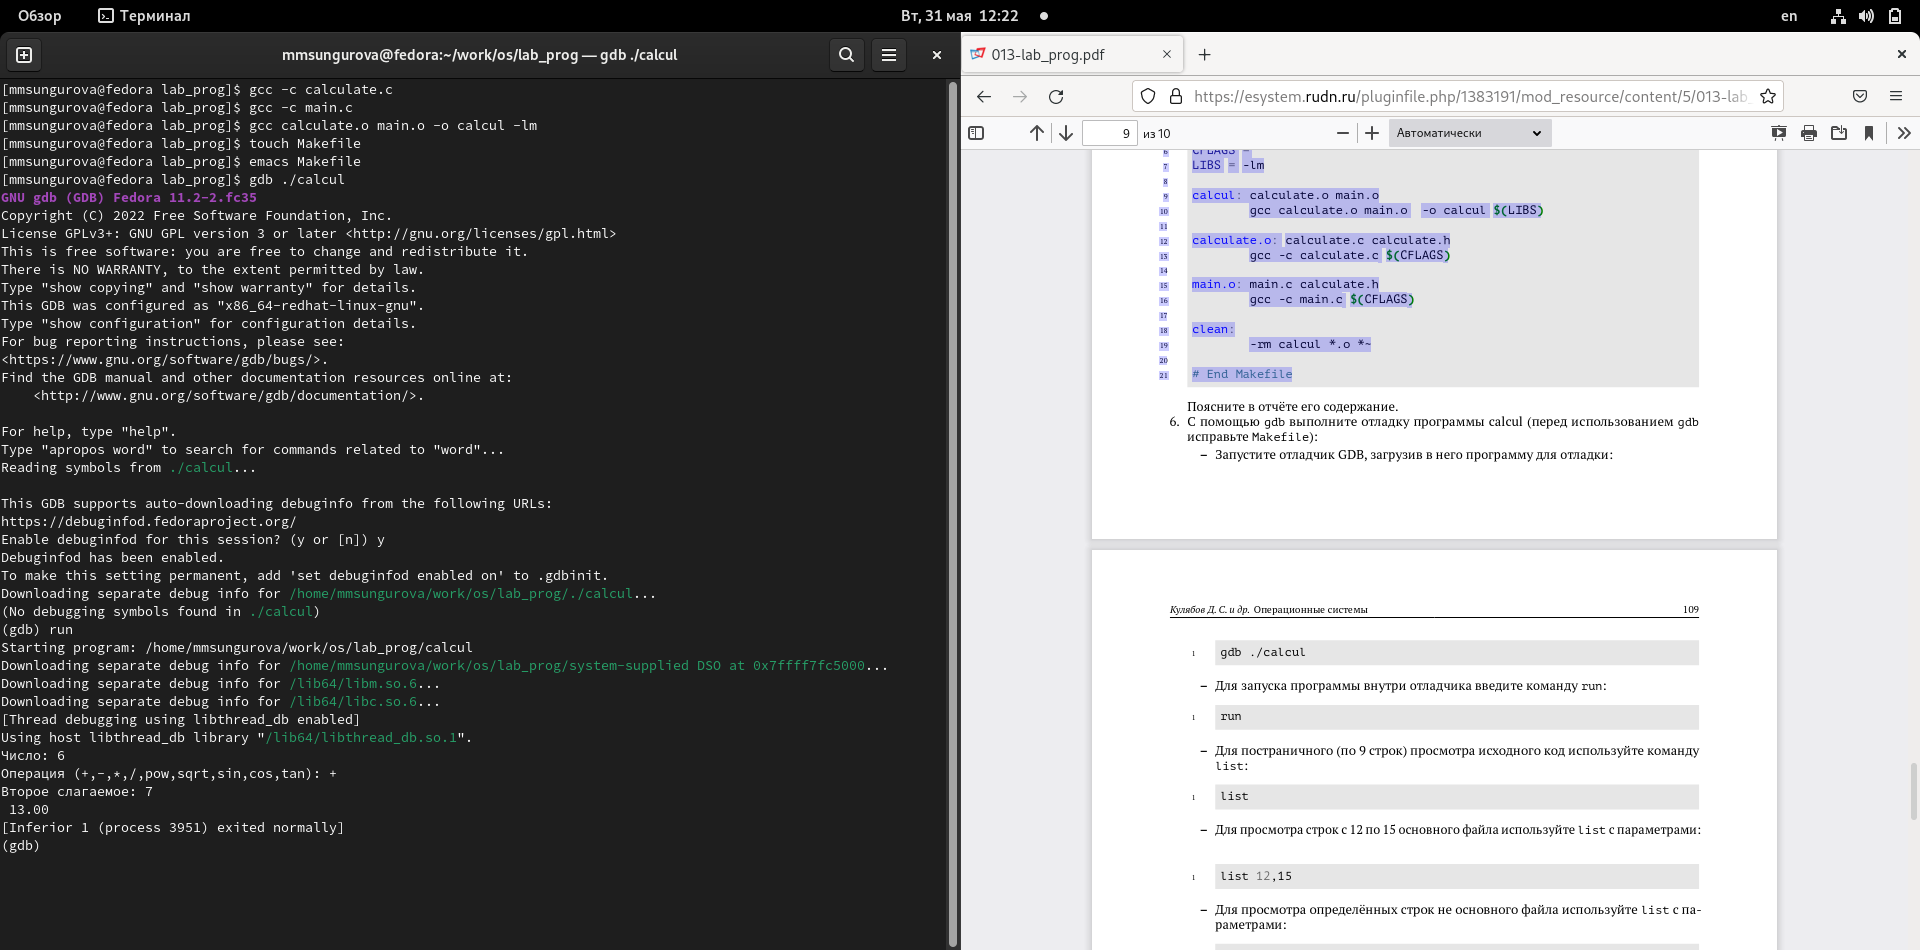 Обзор
Терминал
Вт, 31 мая 12:22
en
mmsungurova@fedora:~/work/os/lab_prog — gdb ./calcul
[mmsungurova@fedora lab_prog]$ gcc -c calculate.c
[mmsungurova@fedora lab_prog]$ gcc -c main.c
[mmsungurova@fedora lab_prog]$ gcc calculate.o main.o -o calcul -lm
[mmsungurova@fedora lab_prog]$ touch Makefile
[mmsungurova@fedora lab_prog]$ emacs Makefile
[mmsungurova@fedora lab_prog]$ gdb ./calcul
GNU gdb (GDB) Fedora 11.2-2.fc35
Copyright (C) 2022 Free Software Foundation, Inc.
License GPLv3+: GNU GPL version 3 or later <http://gnu.org/licenses/gpl.html>
This is free software: you are free to change and redistribute it.
There is NO WARRANTY, to the extent permitted by law.
Type "show copying" and "show warranty" for details.
This GDB was configured as "x86_64-redhat-linux-gnu".
Type "show configuration" for configuration details.
For bug reporting instructions, please see:
<https://www.gnu.org/software/gdb/bugs/>.
Find the GDB manual and other documentation resources online at:
    <http://www.gnu.org/software/gdb/documentation/>.
For help, type "help".
Type "apropos word" to search for commands related to "word"...
Reading symbols from ./calcul...
This GDB supports auto-downloading debuginfo from the following URLs:
https://debuginfod.fedoraproject.org/
Enable debuginfod for this session? (y or [n]) y
Debuginfod has been enabled.
To make this setting permanent, add 'set debuginfod enabled on' to .gdbinit.
Downloading separate debug info for /home/mmsungurova/work/os/lab_prog/./calcul...
(No debugging symbols found in ./calcul)
(gdb) run
Starting program: /home/mmsungurova/work/os/lab_prog/calcul
Downloading separate debug info for /home/mmsungurova/work/os/lab_prog/system-supplied DSO at 0x7ffff7fc5000...
Downloading separate debug info for /lib64/libm.so.6...
Downloading separate debug info for /lib64/libc.so.6...
[Thread debugging using libthread_db enabled]
Using host libthread_db library "/lib64/libthread_db.so.1".
Число: 6
Операция (+,-,*,/,pow,sqrt,sin,cos,tan): +
Второе слагаемое: 7
 13.00
[Inferior 1 (process 3951) exited normally]
(gdb)
013-lab_prog.pdf
https://esystem.rudn.ru/pluginfile.php/1383191/mod_resource/content/5/013-lab_
9 из 10
Автоматически
6 CFLAGS =
7 LIBS = -lm
8
9 calcul: calculate.o main.o
10 gcc calculate.o main.o -o calcul $(LIBS)
11
12 calculate.o: calculate.c calculate.h
13 gcc -c calculate.c $(CFLAGS)
14
15 main.o: main.c calculate.h
16 gcc -c main.c $(CFLAGS)
17
18 clean:
19 -rm calcul *.o *~
20
21 # End Makefile
Поясните в отчёте его содержание.
6. С помощью gdb выполните отладку программы calcul (перед использованием gdb
исправьте Makefile):
– Запустите отладчик GDB, загрузив в него программу для отладки:
Кулябов Д. С. и др. Операционные системы 109
1 gdb ./calcul
– Для запуска программы внутри отладчика введите команду run:
1 run
– Для постраничного (по 9 строк) просмотра исходного код используйте команду
list:
1 list
– Для просмотра строк с 12 по 15 основного файла используйте list с параметрами:
1 list 12,15
– Для просмотра определённых строк не основного файла используйте list с па-
раметрами: